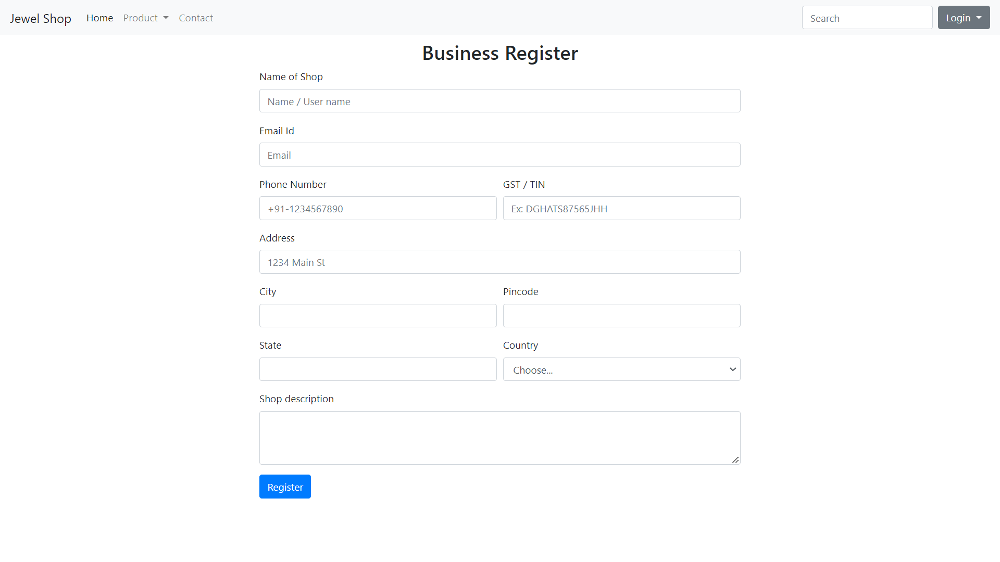 Jewel Shop Home Product Contact Search Login
Business Register
Name of Shop
Name / User name
Email Id
Email
Phone Number GST / TIN
+91-1234567890 Ex: DGHATS87565JHH
Address
1234 Main St
City Pincode
State Country
Choose...
Shop description
Register